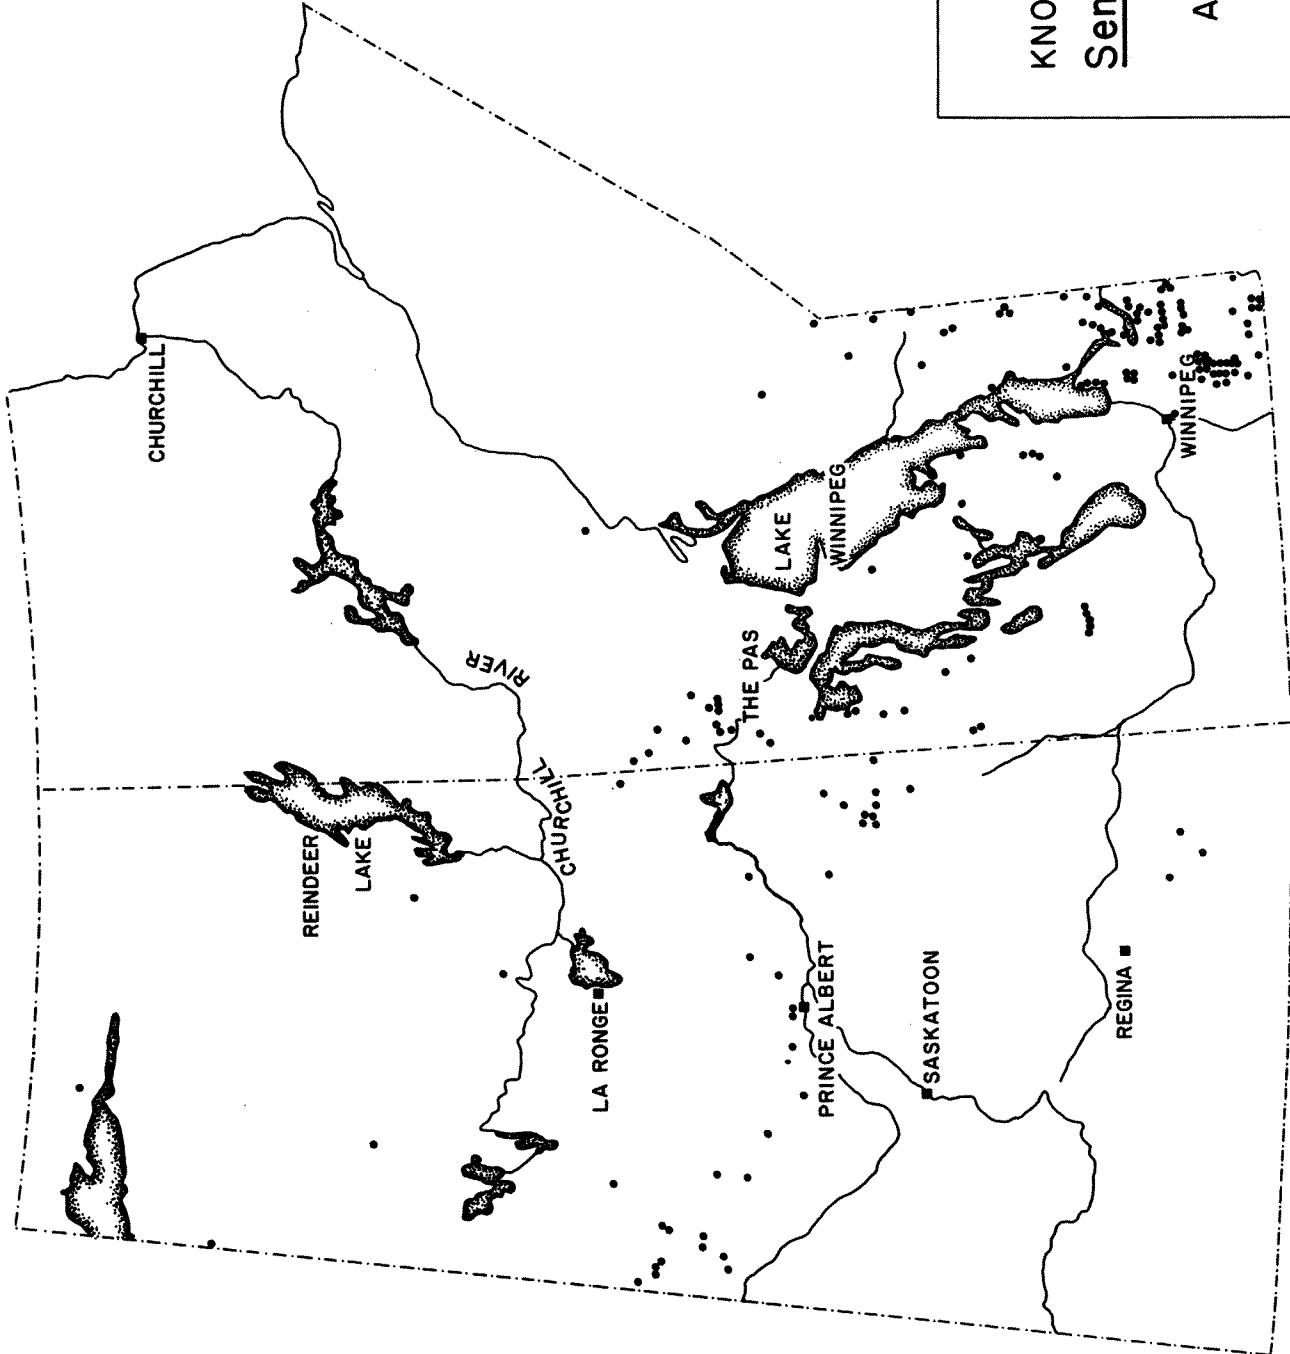 KNO
Sen
A
CHURCHILL
RIVER
CHURCHILL
REINDEER
LAKE
LA RONGE
THE PAS
LAKE
WINNIPEG
WINNIPEG
PRINCE ALBERT
SASKATOON
REGINA